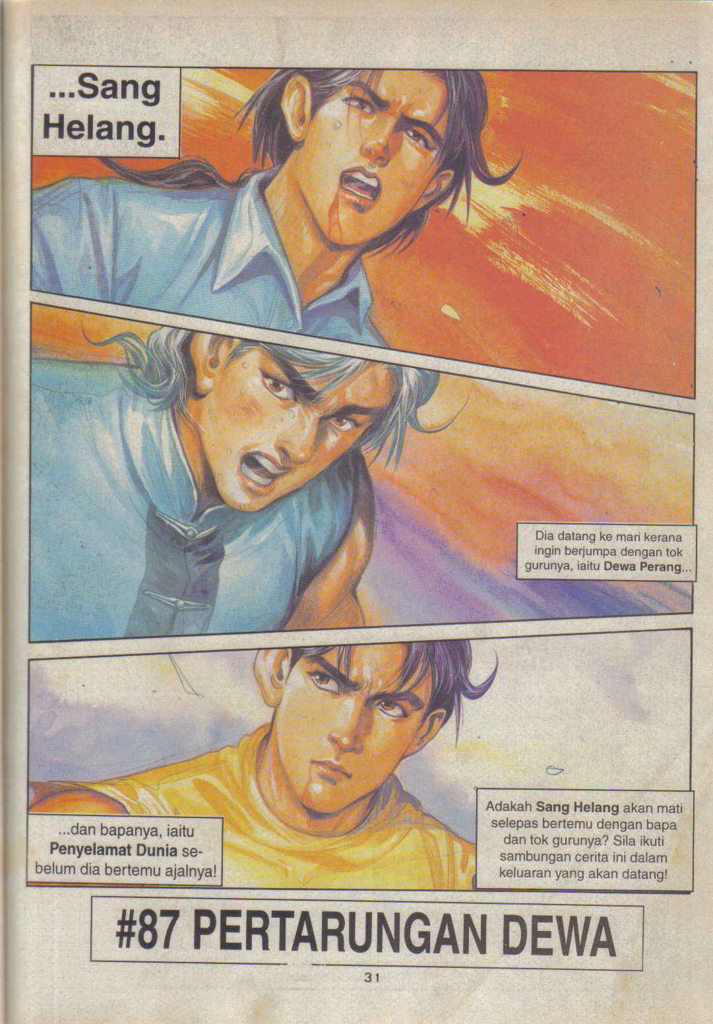 ...Sang
Helang.
Dia datang ke mari kerana
ingin berjumpa dengan tok
gurunya, iaitu Dewa Perang...
...dan bapanya, iaitu
Penyelamat Dunia se-
belum dia bertemu ajalnya!
Adakah Sang Helang akan mati
selepas bertemu dengan bapa
dan tok gurunya? Sila ikuti
sambungan cerita ini dalam
keluaran yang akan datang!
#87 PERTARUNGAN DEWA
31